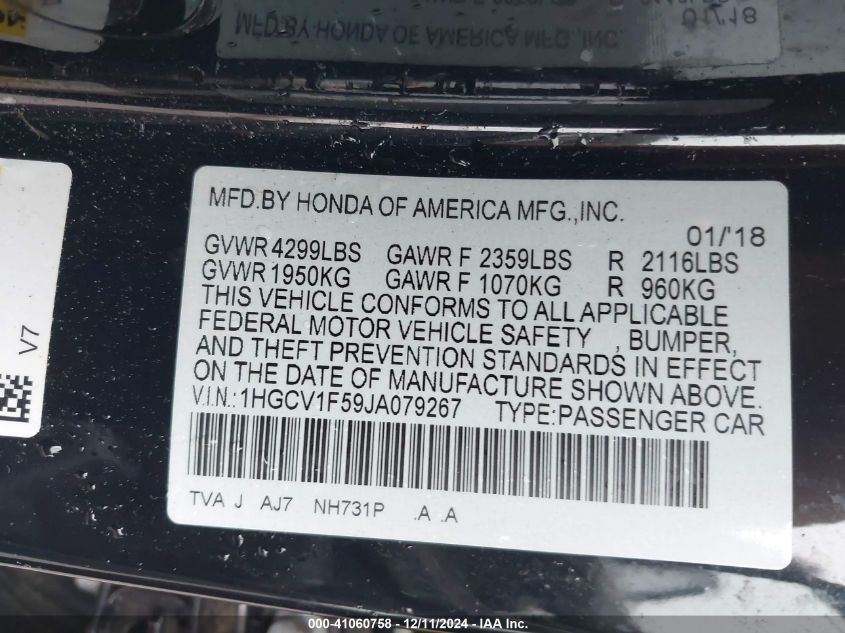 01/'18
MFD.BY HONDA OF AMERICA MFG., INC.
V7
MFD.BY HONDA OF AMERICA MFG.,INC.
01/'18
GVWR 4299LBS GAWR F 2359LBS R 2116LBS
GVWR 1950KG GAWR F 1070KG R 960KG
THIS VEHICLE CONFORMS TO ALL APPLICABLE
FEDERAL MOTOR VEHICLE SAFETY , BUMPER,
AND THEFT PREVENTION STANDARDS IN EFFECT
ON THE DATE OF MANUFACTURE SHOWN ABOVE.
V.I.N.:1HGCV1F59JA079267 TYPE:PASSENGER CAR
TVA J AJ7 NH731P .A .A
000-41060758 - 12/11/2024 - IAA Inc.